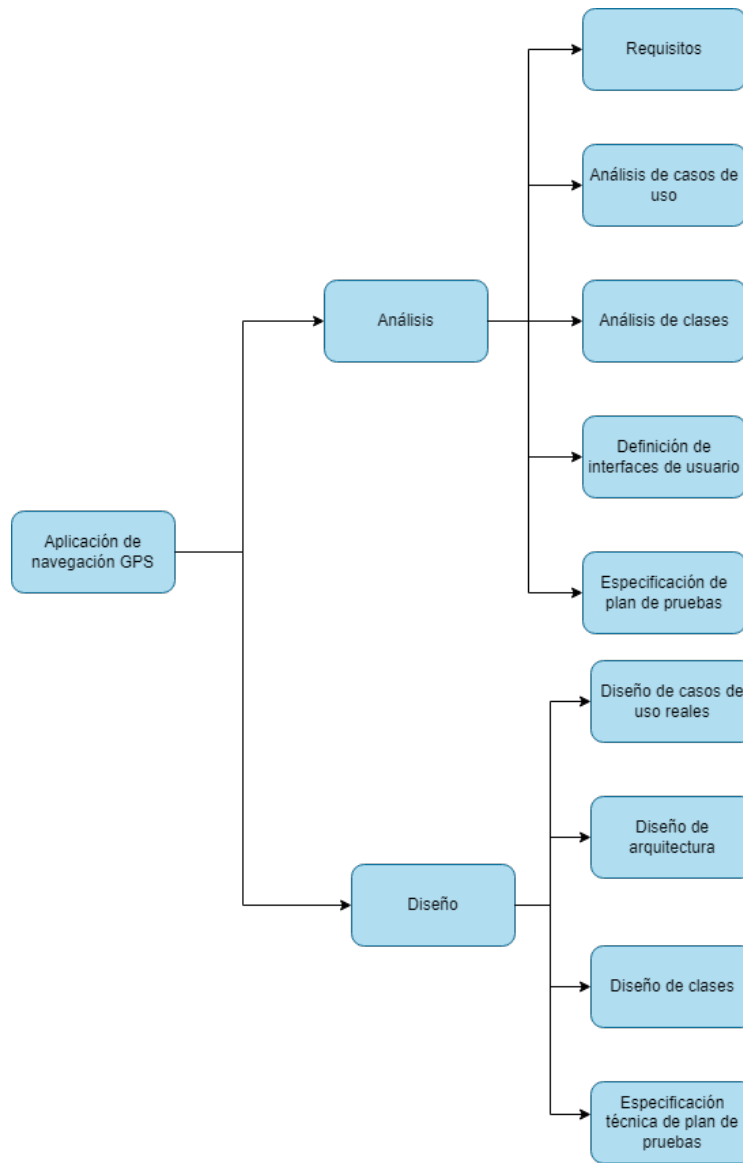 Requisitos
Análisis de casos de
uso
Análisis
Análisis de clases
Definición de
interfaces de usuario
Aplicación de
navegación GPS
Especificación de
plan de pruebas
Diseño de casos de
uso reales
Diseño de
arquitectura
Diseño
Diseño de clases
Especificación
técnica de plan de
pruebas